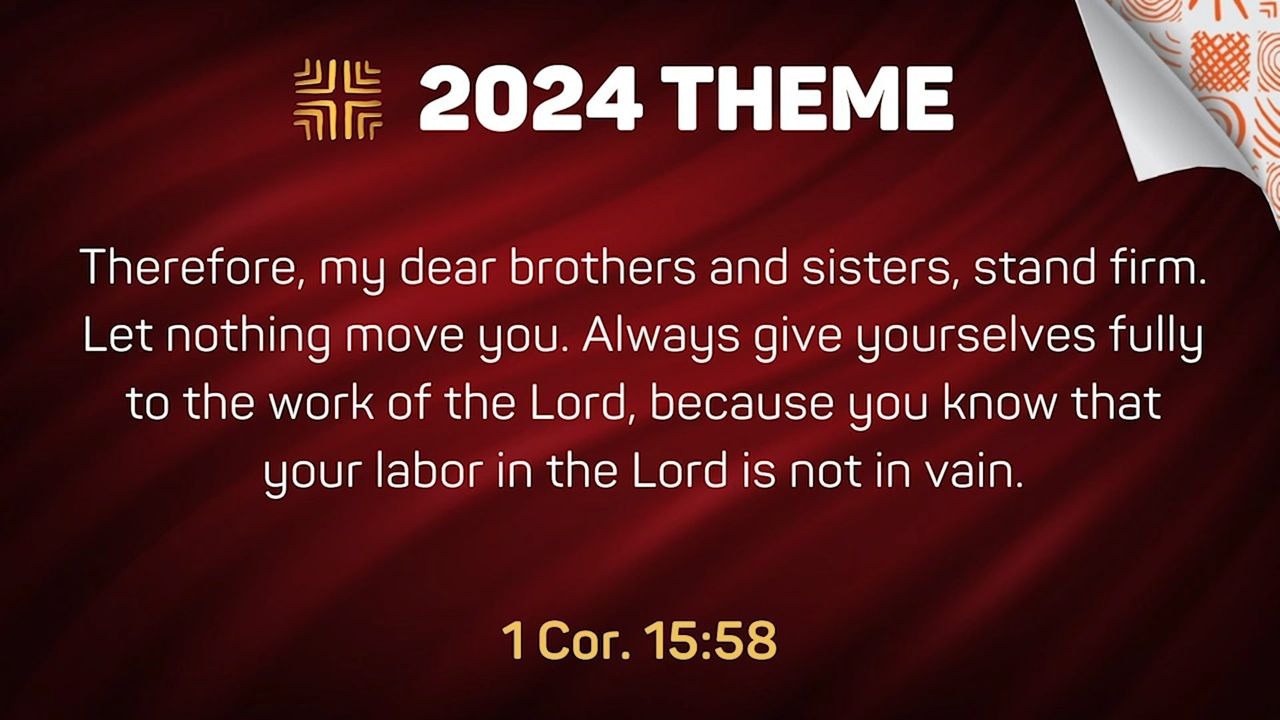 2024 THEME
Therefore, my dear brothers and sisters, stand firm.
Let nothing move you. Always give yourselves fully
to the work of the Lord, because you know that
your labor in the Lord is not in vain.
1 Cor. 15:58